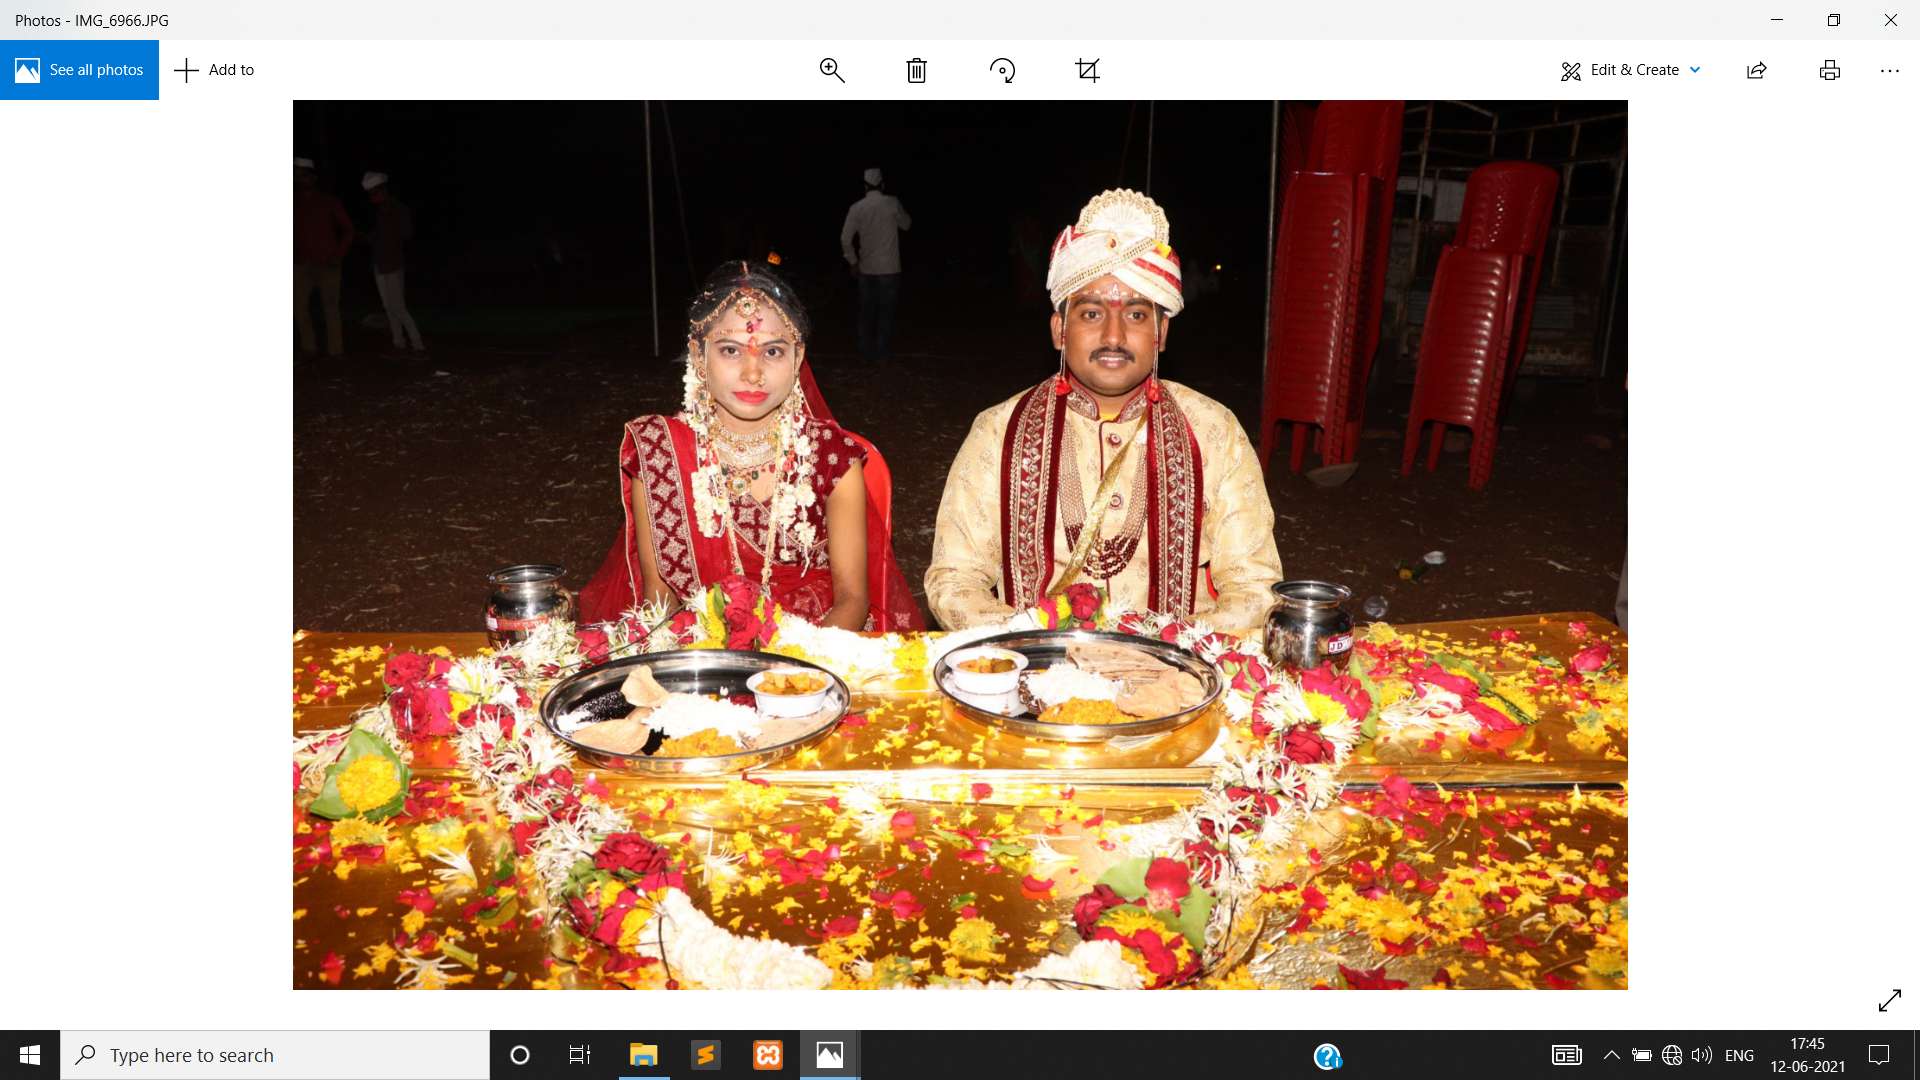 Photos - IMG_6966.JPG
See all photos
Add to
Edit & Create
JD
Type here to search
ENG
17:45
12-06-2021